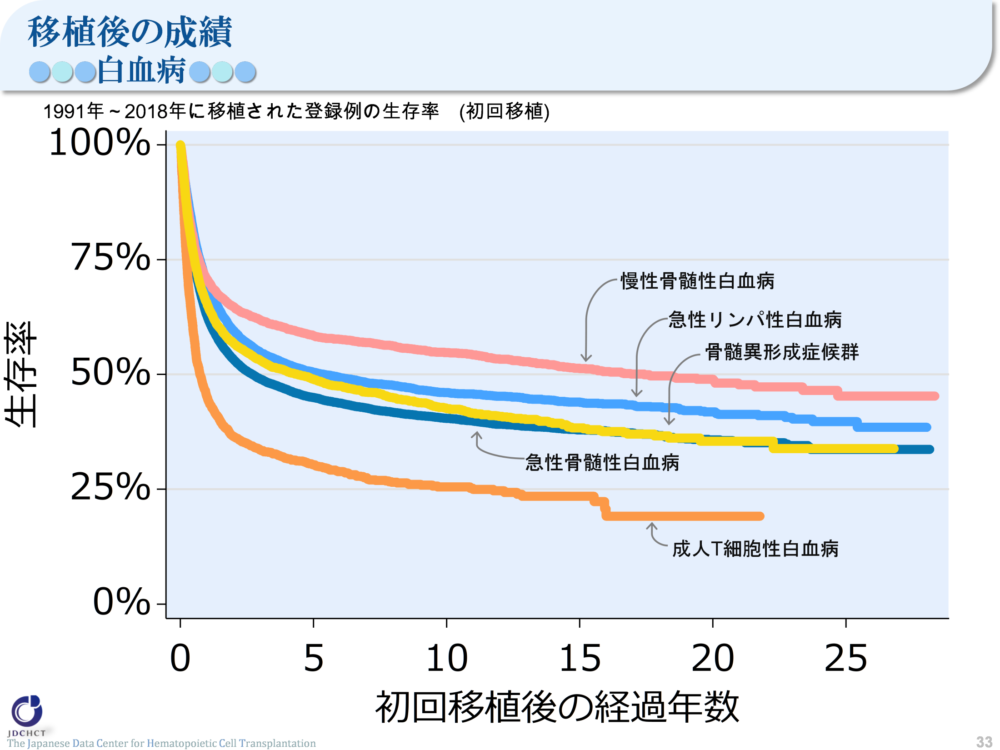 移植後の成績
白血病
1991年～2018年に移植された登録例の生存率　(初回移植)
100%
75%
50%
25%
0%
生存率
慢性骨髄性白血病
急性リンパ性白血病
骨髄異形成症候群
急性骨髄性白血病
成人T細胞性白血病
0 5 10 15 20 25
初回移植後の経過年数
JDCHCT
The Japanese Data Center for Hematopoietic Cell Transplantation
33